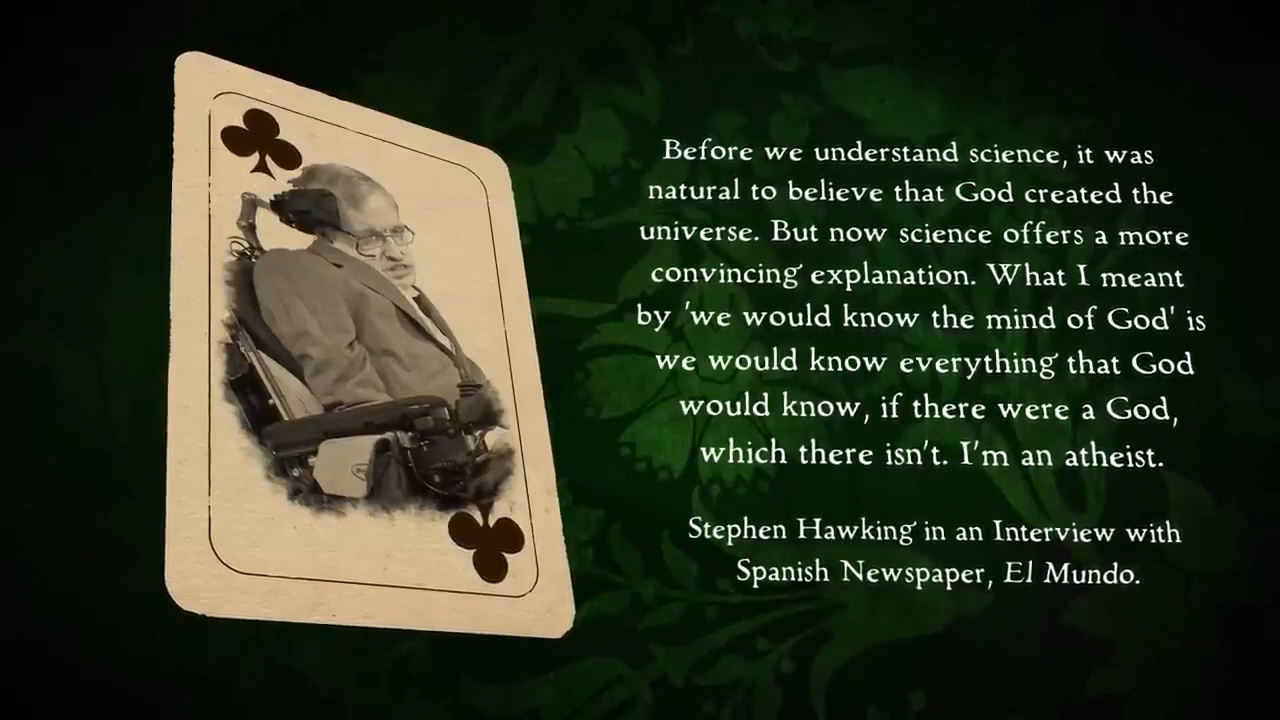 Before we understand science, it was
natural to believe that God created the
universe. But now science offers a more
convincing explanation. What I meant
by 'we would know the mind of God' is
we would know everything that God
would know, if there were a God,
which there isn't. I'm an atheist.
Stephen Hawking in an Interview with
Spanish Newspaper, El Mundo.